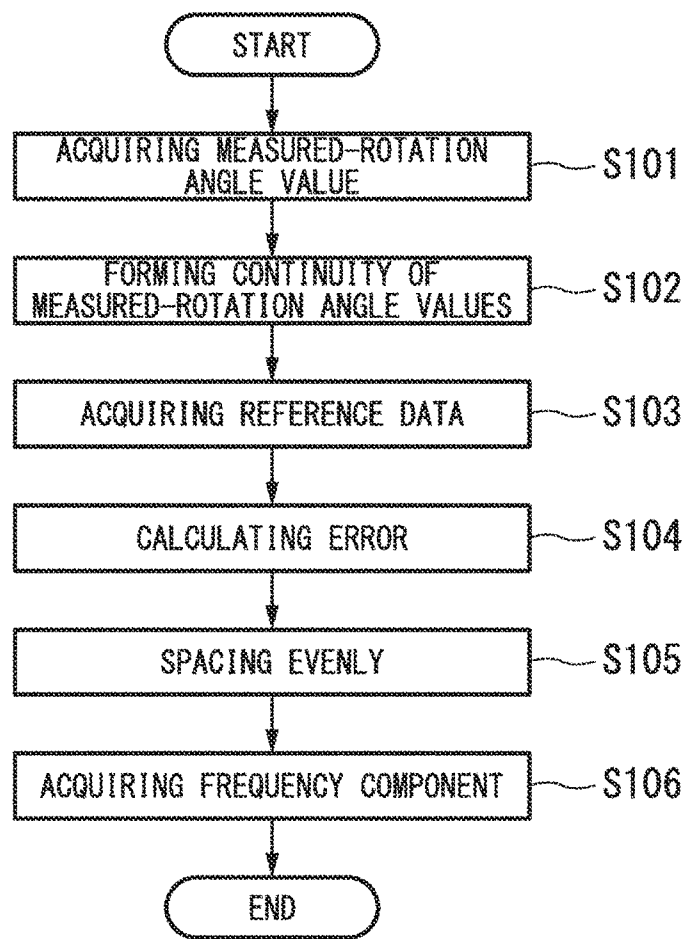 START
ACQUIRING MEASURED-ROTATION
ANGLE VALUE
S101
FORMING CONTINUITY OF
MEASURED-ROTATION ANGLE VALUES
S102
ACQUIRING REFERENCE DATA
S103
CALCULATING ERROR
S104
SPACING EVENLY
S105
ACQUIRING FREQUENCY COMPONENT
S106
END